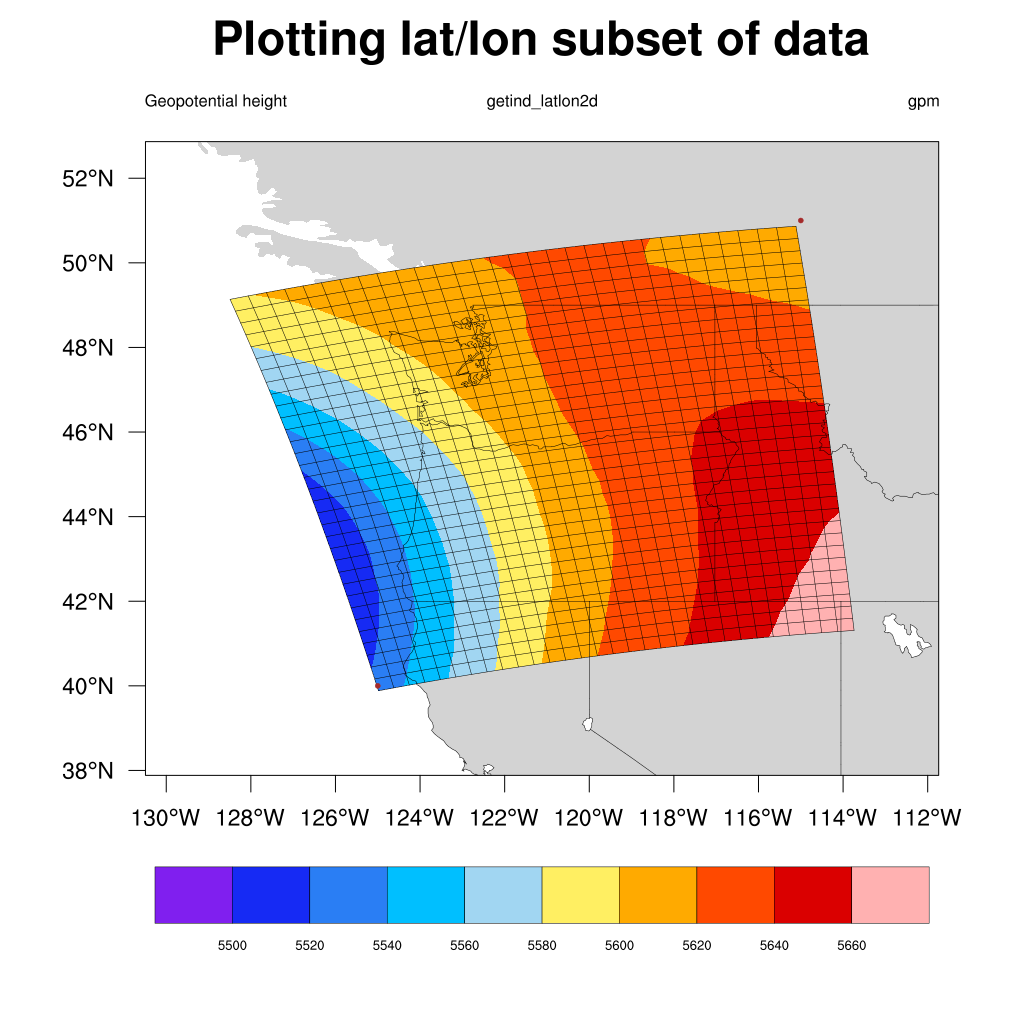 Plotting lat/lon subset of data
Geopotential height getind_latlon2d gpm
52°N
50°N
48°N
46°N
44°N
42°N
40°N
38°N
130°W 128°W 126°W 124°W 122°W 120°W 118°W 116°W 114°W 112°W
5500 5520 5540 5560 5580 5600 5620 5640 5660